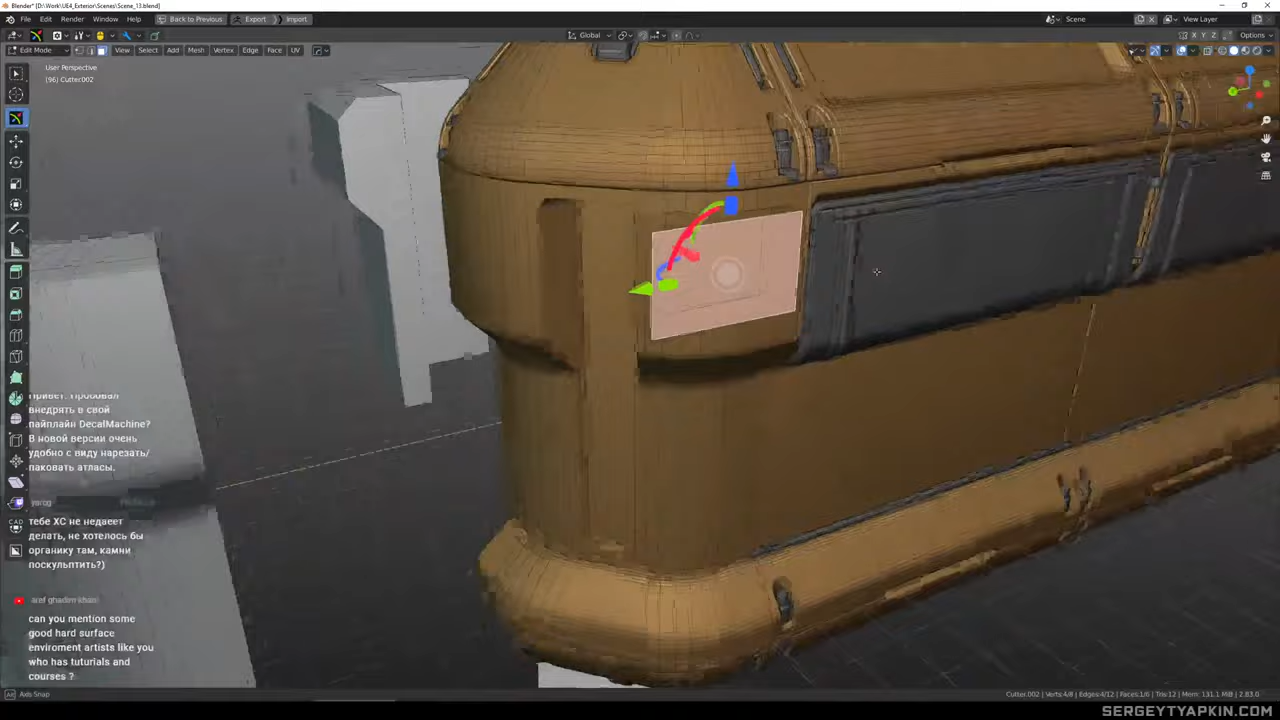 Blender* [D:\Work\UE4_Exterior\Scenes\Scene_13.blend]
File Edit Render Window Help Back to Previous Export Import Scene View Layer
Global X Y Z Options
Edit Mode View Select Add Mesh Vertex Edge Face UV
User Perspective
(96) Cutter.002
CAD
Привет. Пробовал
внедрять в свой
пайплайн DecalMachine?
В новой версии очень
удобно с виду нарезать/
паковать атласы.
тебе ХС не надает
делать, не хотелось бы
органику там, камни
поскульптить?)
aref ghadim khani
can you mention some
good hard surface
enviroment artists like you
who has tuturials and
courses ?
Axis Snap
Cutter.002 | Verts:4/8 | Edges:4/12 | Faces:1/6 | Tris:12 | Mem: 131.1 MiB | 2.83.0
SERGEYTYAPKIN.COM